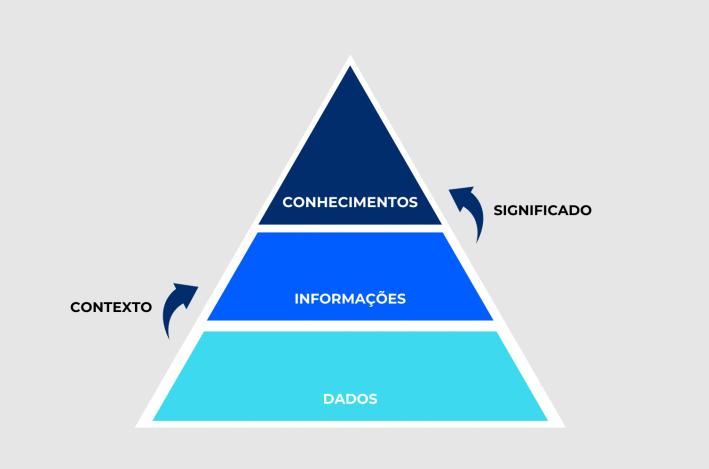 CONHECIMENTOS
SIGNIFICADO
INFORMAÇÕES
CONTEXTO
DADOS